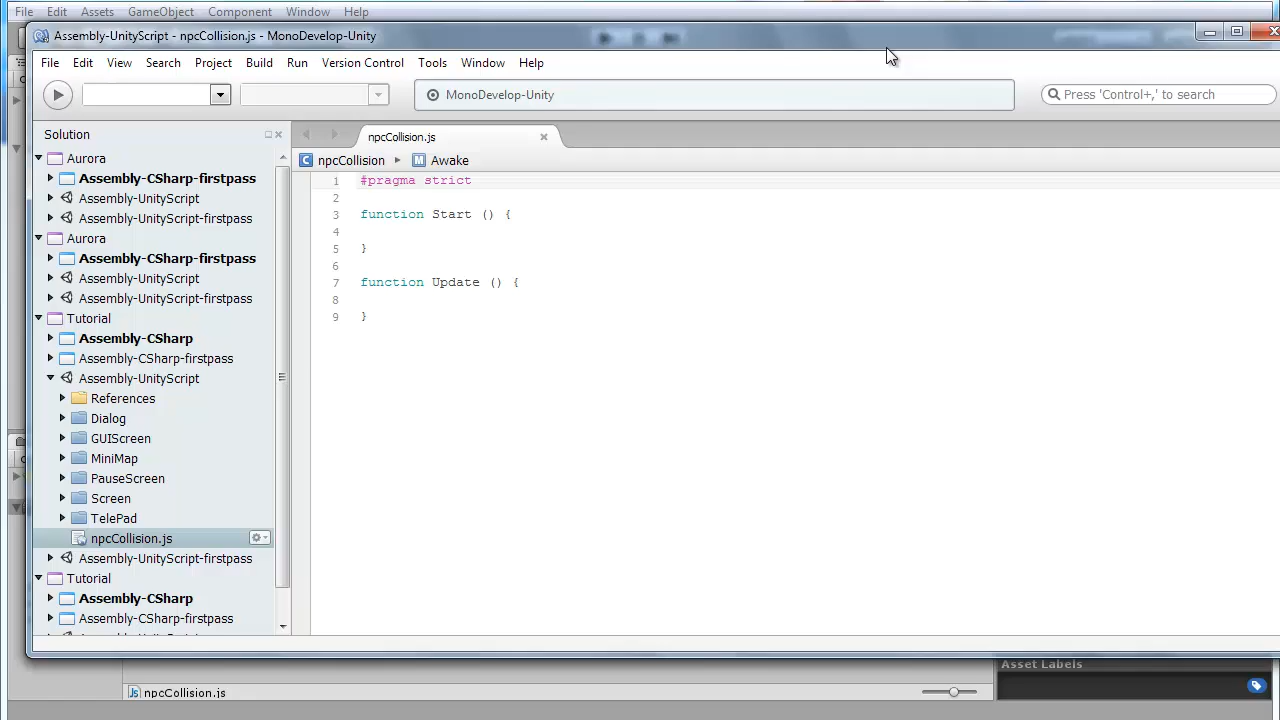 File Edit Assets GameObject Component Window Help
Assembly-UnityScript - npcCollision.js - MonoDevelop-Unity
File Edit View Search Project Build Run Version Control Tools Window Help
MonoDevelop-Unity
Press 'Control+,' to search
Solution
npcCollision.js
npcCollision Awake
Aurora
Assembly-CSharp-firstpass
Assembly-UnityScript
Assembly-UnityScript-firstpass
Aurora
Assembly-CSharp-firstpass
Assembly-UnityScript
Assembly-UnityScript-firstpass
Tutorial
Assembly-CSharp
Assembly-CSharp-firstpass
Assembly-UnityScript
References
Dialog
GUIScreen
MiniMap
PauseScreen
Screen
TelePad
npcCollision.js
Assembly-UnityScript-firstpass
Tutorial
Assembly-CSharp
Assembly-CSharp-firstpass
1 #pragma strict
2
3 function Start () {
4
5 }
6
7 function Update () {
8
9 }
Asset Labels
npcCollision.js